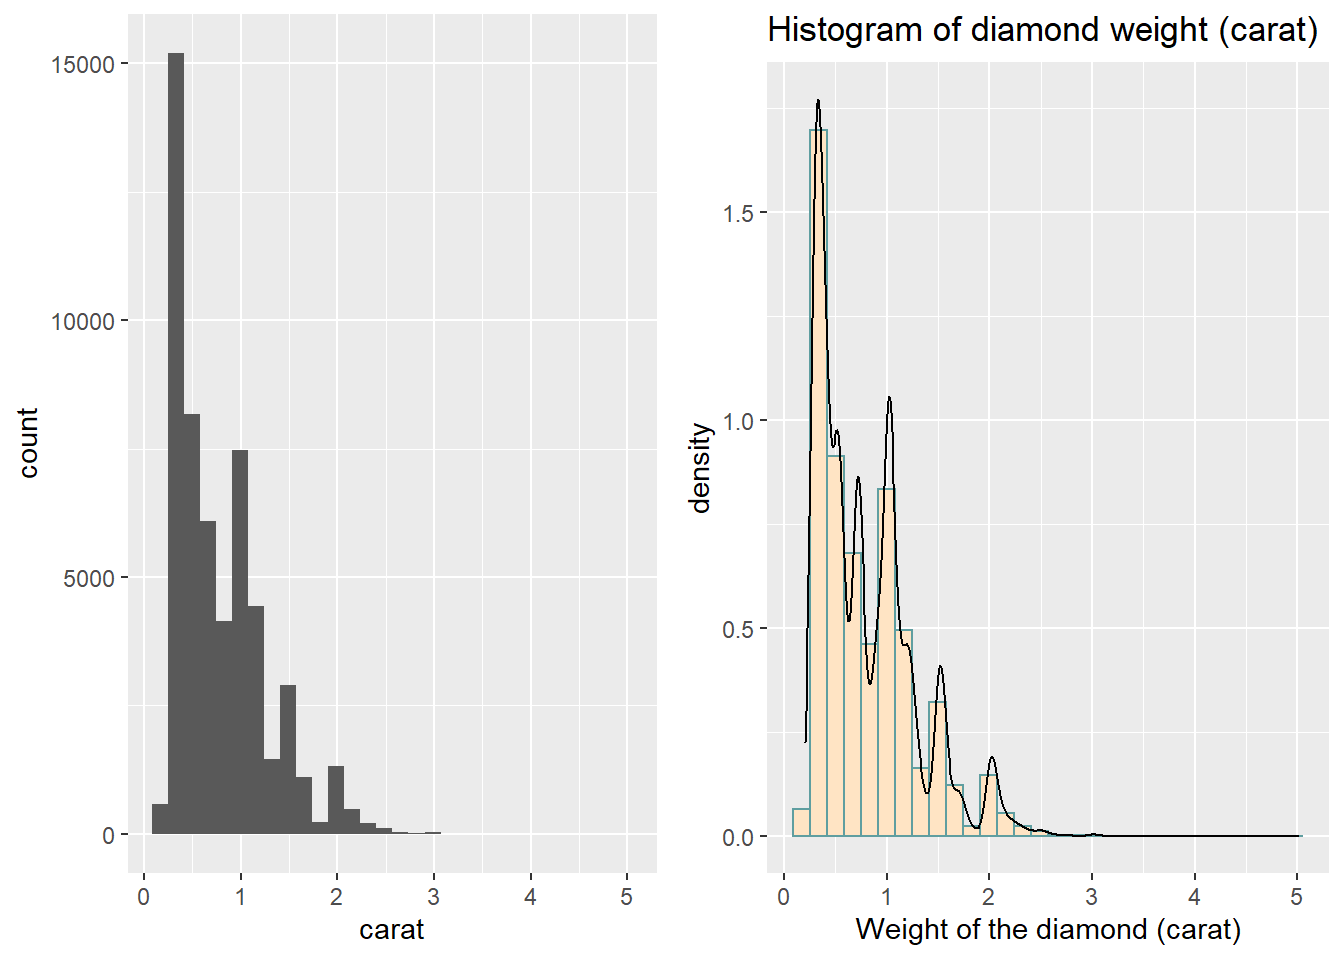 15000
10000
5000
0
count
0 1 2 3 4 5
carat
Histogram of diamond weight (carat)
1.5
1.0
0.5
0.0
density
0 1 2 3 4 5
Weight of the diamond (carat)